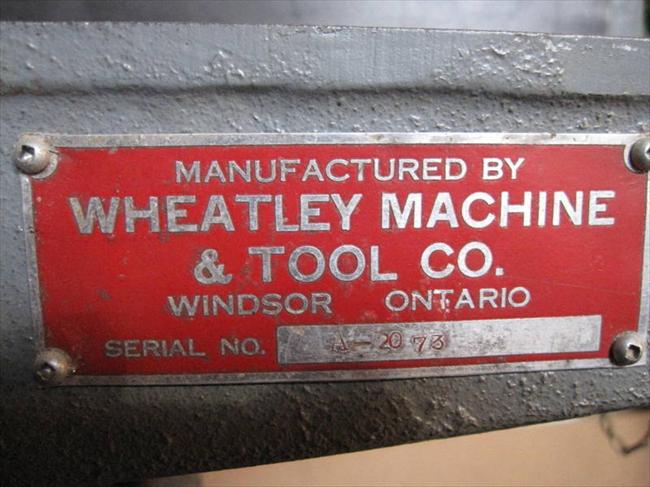 MANUFACTURED BY
WHEATLEY MACHINE
& TOOL CO.
WINDSOR ONTARIO
SERIAL NO. A-2073